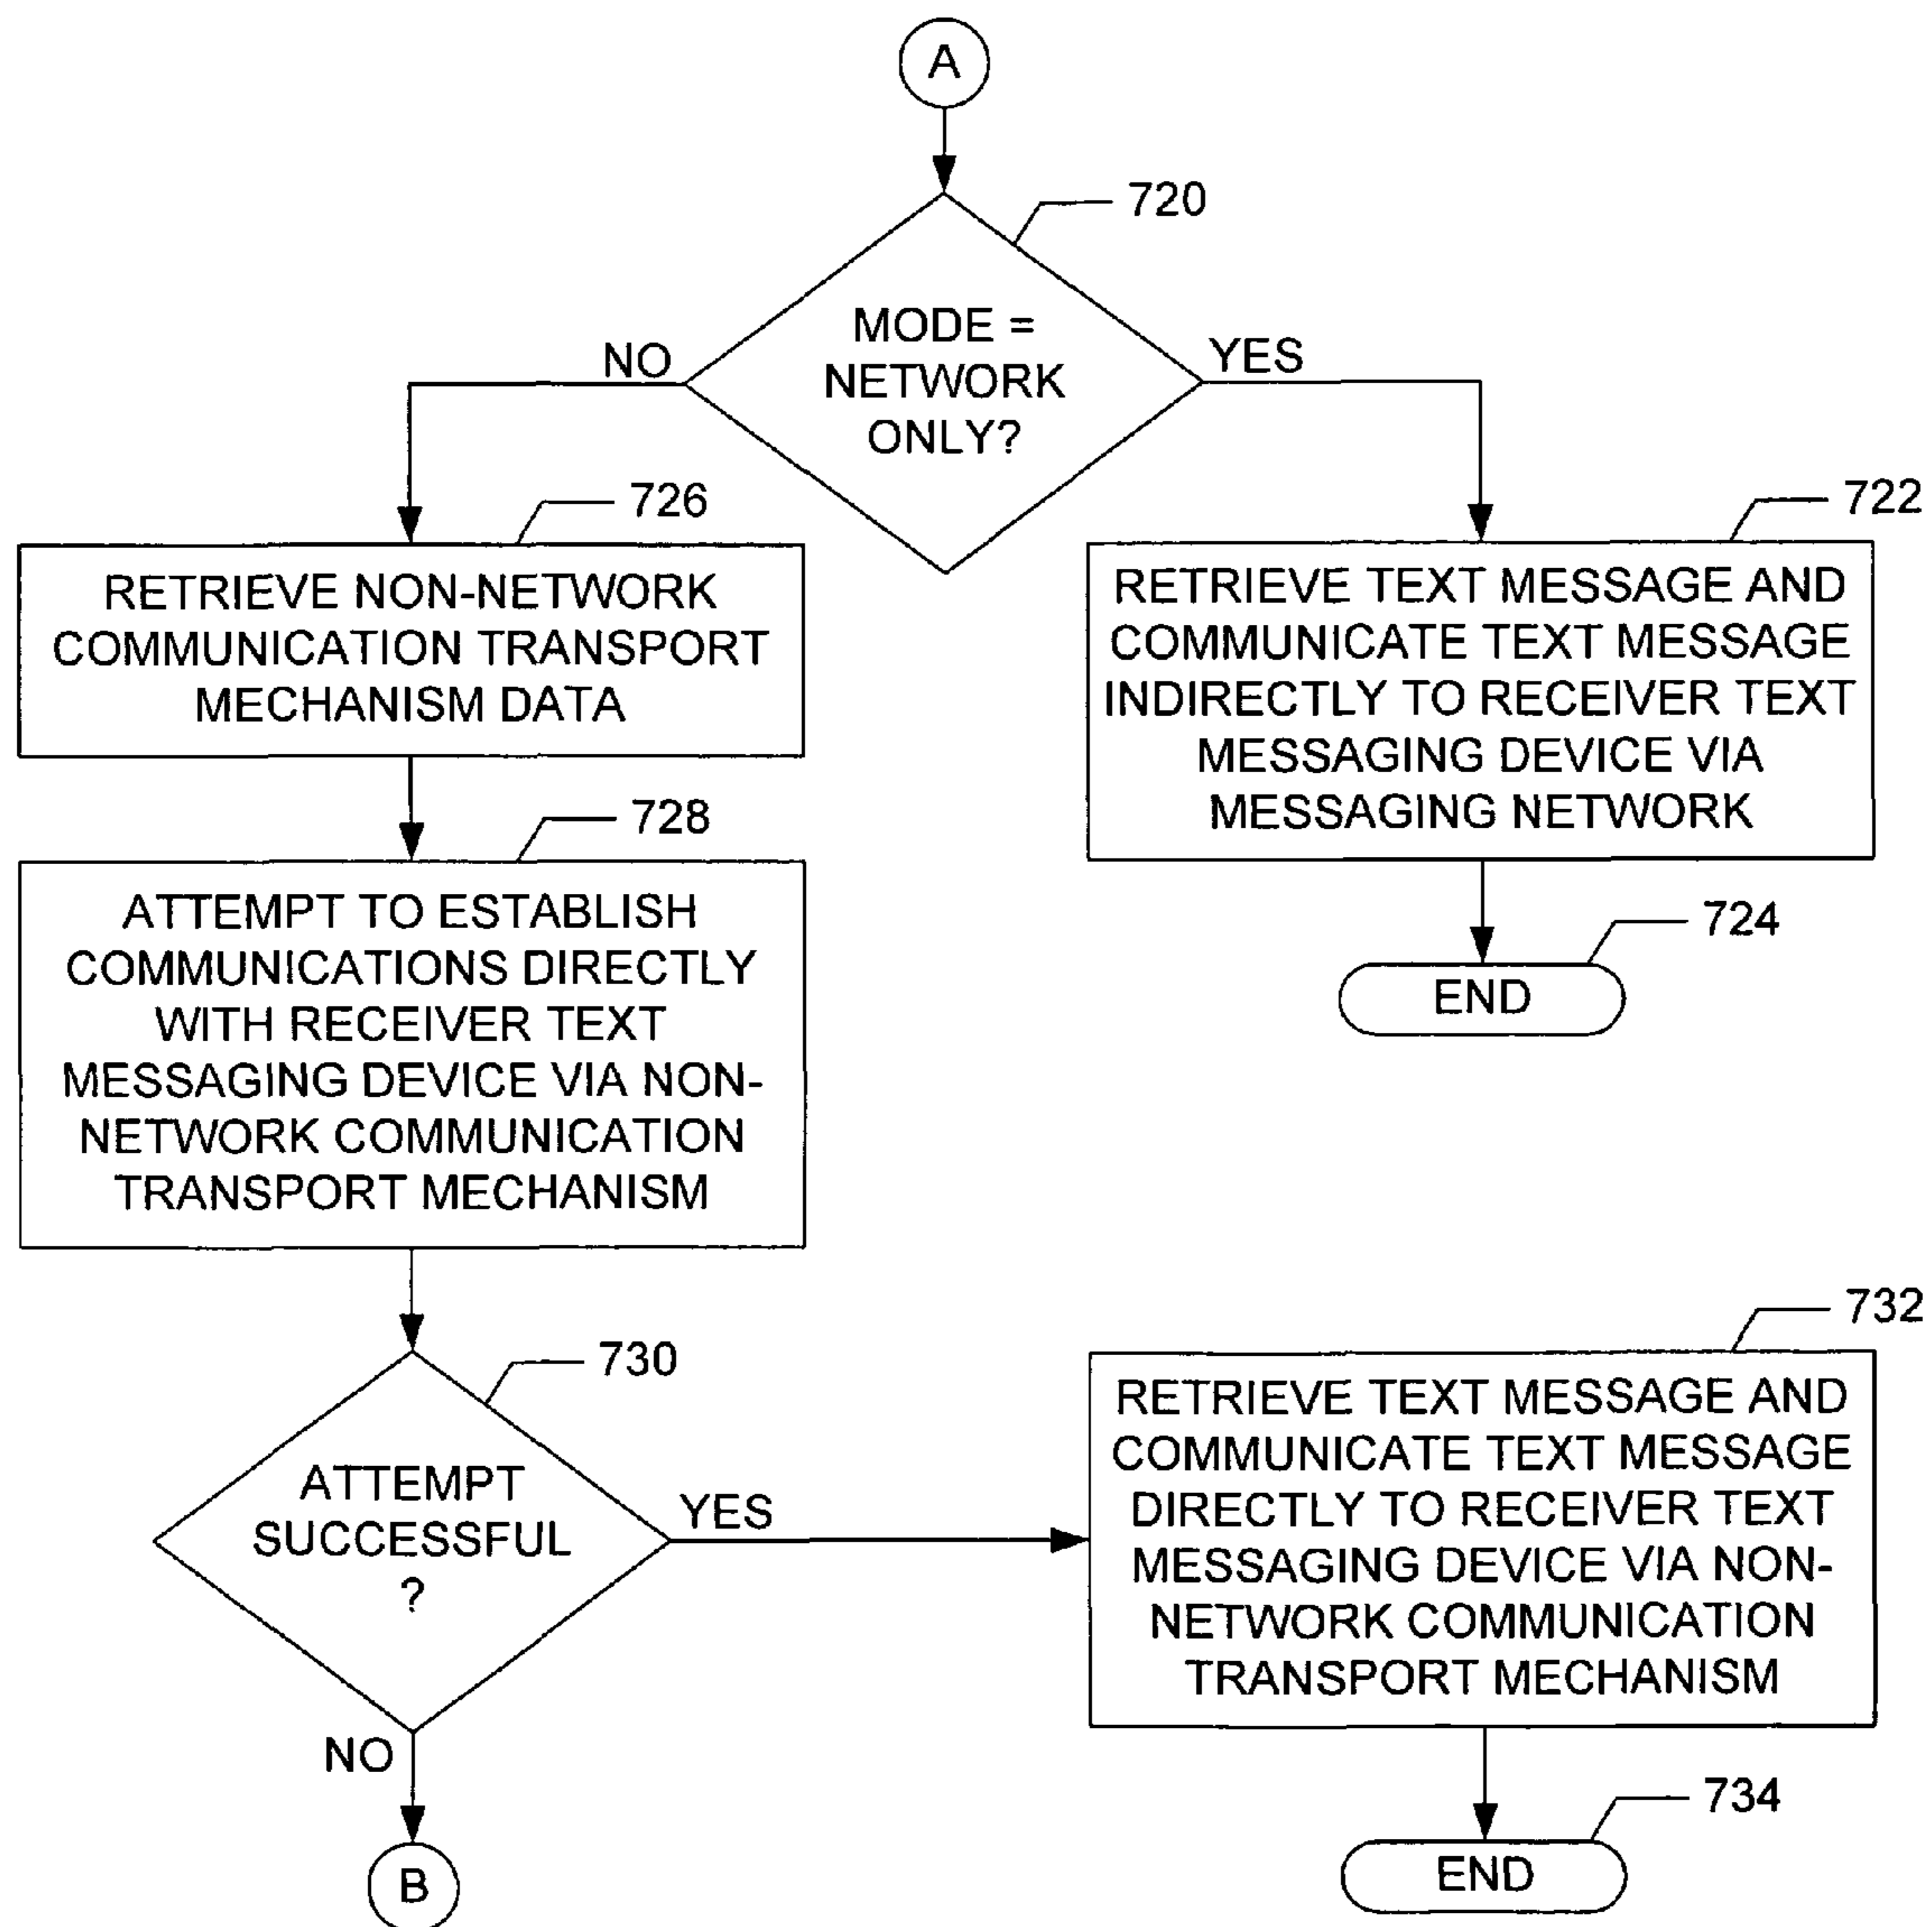 A
720
MODE =
NETWORK
ONLY?
NO
YES
726
RETRIEVE NON-NETWORK
COMMUNICATION TRANSPORT
MECHANISM DATA
722
RETRIEVE TEXT MESSAGE AND
COMMUNICATE TEXT MESSAGE
INDIRECTLY TO RECEIVER TEXT
MESSAGING DEVICE VIA
MESSAGING NETWORK
724
END
728
ATTEMPT TO ESTABLISH
COMMUNICATIONS DIRECTLY
WITH RECEIVER TEXT
MESSAGING DEVICE VIA NON-
NETWORK COMMUNICATION
TRANSPORT MECHANISM
730
ATTEMPT
SUCCESSFUL
?
YES
NO
732
RETRIEVE TEXT MESSAGE AND
COMMUNICATE TEXT MESSAGE
DIRECTLY TO RECEIVER TEXT
MESSAGING DEVICE VIA NON-
NETWORK COMMUNICATION
TRANSPORT MECHANISM
734
END
B